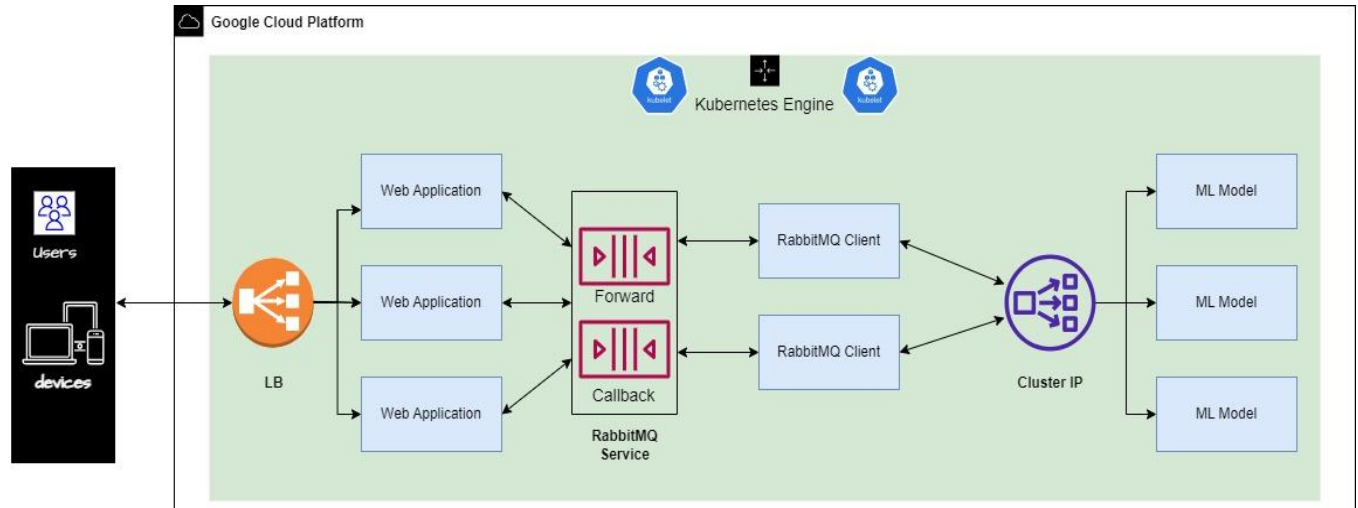 Google Cloud Platform
kubelet
Kubernetes Engine
kubelet
Users
devices
LB
Web Application
Web Application
Web Application
Forward
Callback
RabbitMQ
Service
RabbitMQ Client
RabbitMQ Client
Cluster IP
ML Model
ML Model
ML Model